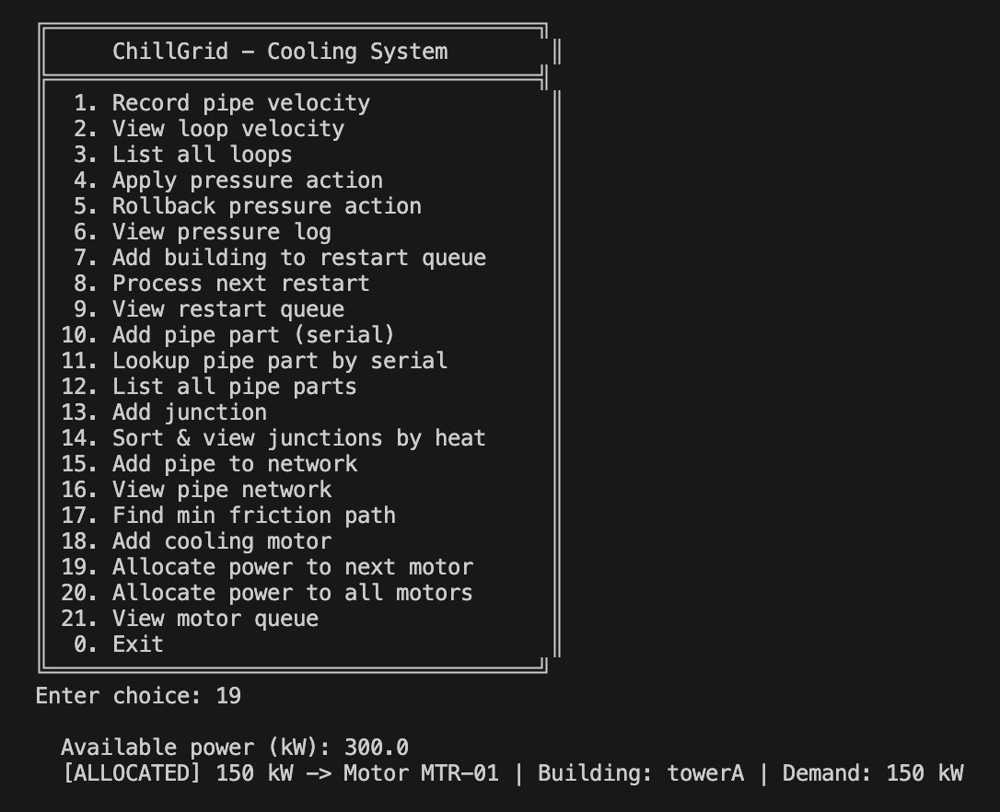 ChillGrid - Cooling System
1. Record pipe velocity
2. View loop velocity
3. List all loops
4. Apply pressure action
5. Rollback pressure action
6. View pressure log
7. Add building to restart queue
8. Process next restart
9. View restart queue
10. Add pipe part (serial)
11. Lookup pipe part by serial
12. List all pipe parts
13. Add junction
14. Sort & view junctions by heat
15. Add pipe to network
16. View pipe network
17. Find min friction path
18. Add cooling motor
19. Allocate power to next motor
20. Allocate power to all motors
21. View motor queue
0. Exit
Enter choice: 19
Available power (kW): 300.0
[ALLOCATED] 150 kW -> Motor MTR-01 | Building: towerA | Demand: 150 kW